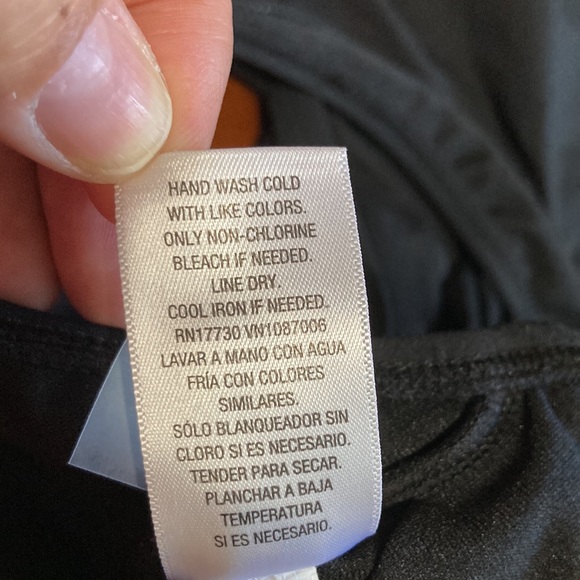 HAND WASH COLD
WITH LIKE COLORS.
ONLY NON-CHLORINE
BLEACH IF NEEDED.
LINE DRY.
COOL IRON IF NEEDED.
RN17730 VN1087006
LAVAR A MANO CON AGUA
FRÍA CON COLORES
SIMILARES.
SÓLO BLANQUEADOR SIN
CLORO SI ES NECESARIO.
TENDER PARA SECAR.
PLANCHAR A BAJA
TEMPERATURA
SI ES NECESARIO.